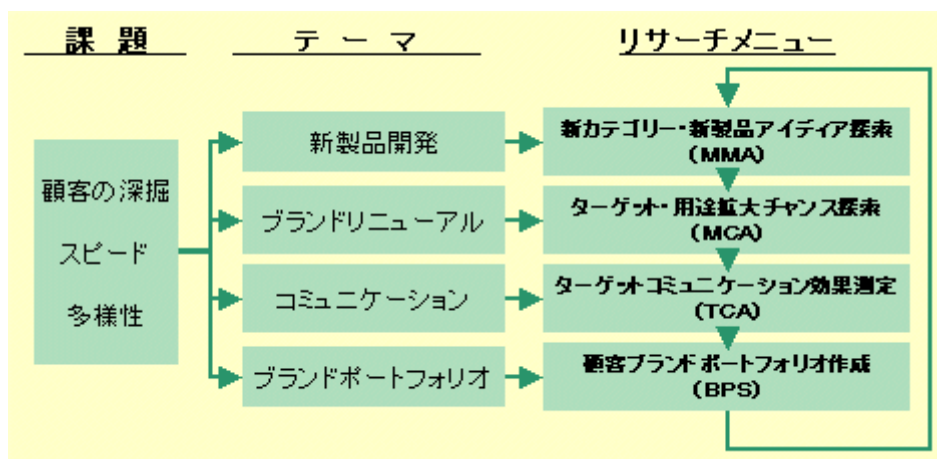 課 題
テ ー マ
リサーチメニュー
顧客の深掘
スピード
多様性
新製品開発
ブランドリニューアル
コミュニケーション
ブランドポートフォリオ
新カテゴリー・新製品アイディア探索
(MMA)
ターゲット・用途拡大チャンス探索
(MCA)
ターゲットコミュニケーション効果測定
(TCA)
顧客ブランドポートフォリオ作成
(BPS)